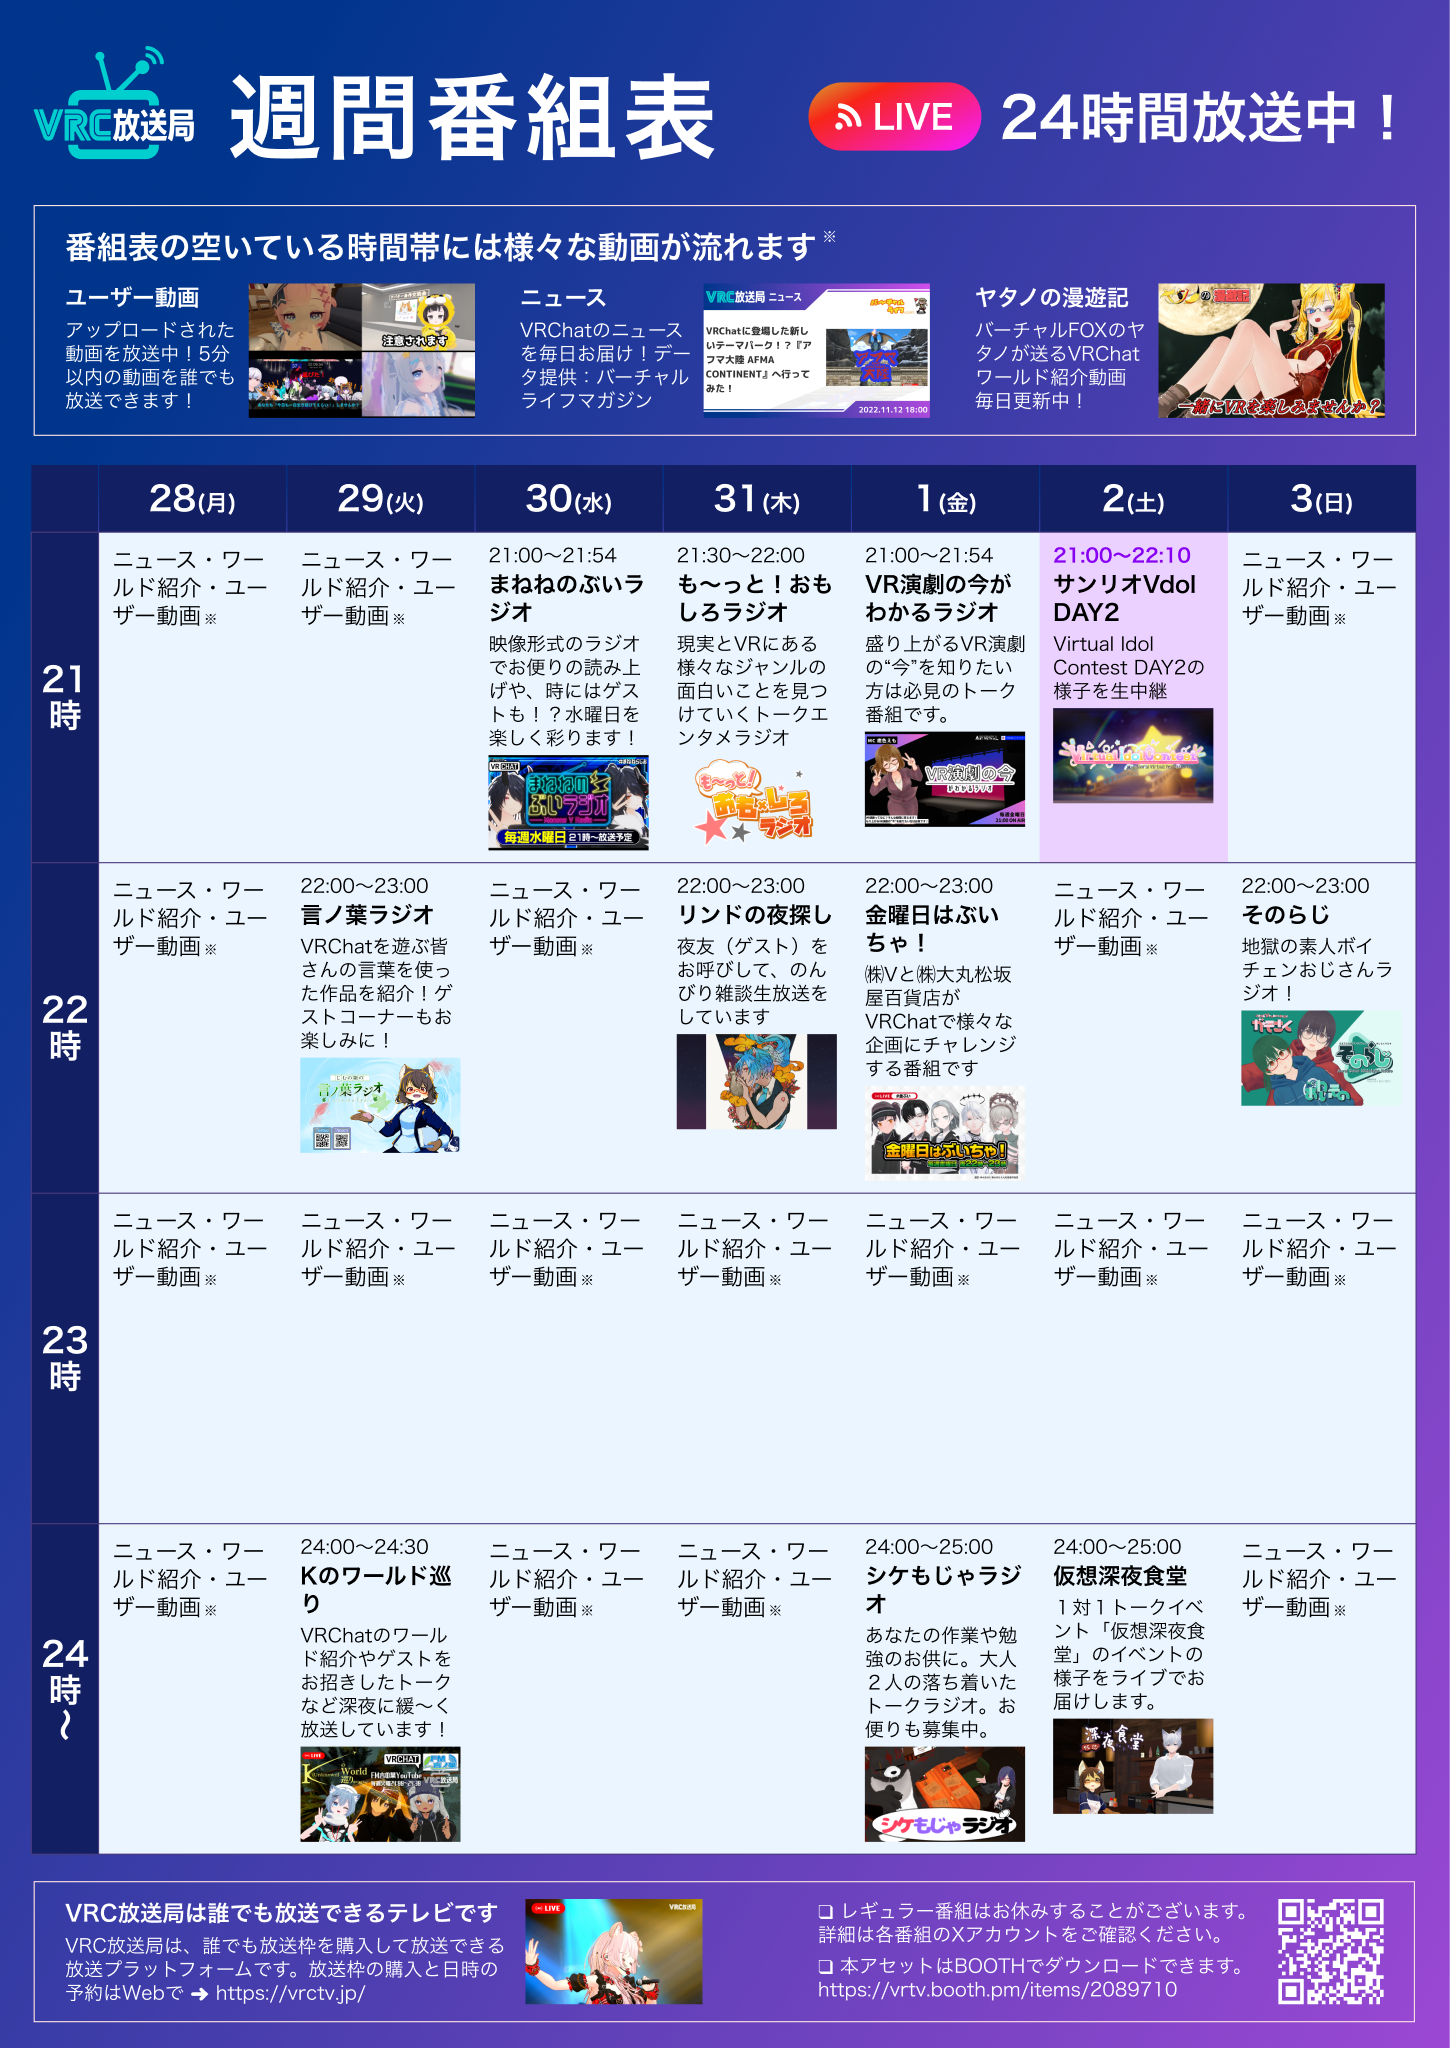 VRC放送局
週間番組表
LIVE
24時間放送中！
番組表の空いている時間帯には様々な動画が流れます※
ユーザー動画
アップロードされた
動画を放送中！5分
以内の動画を誰でも
放送できます！
注意されます
ニュース
VRChatのニュース
を毎日お届け！デー
タ提供：バーチャル
ライフマガジン
VRC放送局 ニュース
VRChatに登場した新し
いテーマパーク！？『ア
フマ大陸 AFMA
CONTINENT』へ行って
みた！
2022.11.12 18:00
ヤタノの漫遊記
バーチャルFOXのヤ
タノが送るVRChat
ワールド紹介動画
毎日更新中！
一緒にVRを楽しみませんか？
28(月)
29(火)
30(水)
31(木)
1(金)
2(土)
3(日)
21時
ニュース・ワー
ルド紹介・ユー
ザー動画※
ニュース・ワー
ルド紹介・ユー
ザー動画※
21:00〜21:54
まねねのぶいラ
ジオ
映像形式のラジオ
でお便りの読み上
げや、時にはゲス
トも！？水曜日を
楽しく彩ります！
VRCHAT
まねねの
ぶいラジオ
毎週水曜日 21時〜放送予定
21:30〜22:00
も〜っと！おも
しろラジオ
現実とVRにある
様々なジャンルの
面白いことを見つ
けていくトークエ
ンタメラジオ
も〜っと！
おもしろ
ラジオ
21:00〜21:54
VR演劇の今が
わかるラジオ
盛り上がるVR演劇
の“今”を知りたい
方は必見のトーク
番組です。
VR演劇の今
がわかるラジオ
毎週金曜日
21:00 ON AIR
21:00〜22:10
サンリオVdol
DAY2
Virtual Idol
Contest DAY2の
様子を生中継
Virtual Idol Contest
ニュース・ワー
ルド紹介・ユー
ザー動画※
22時
ニュース・ワー
ルド紹介・ユー
ザー動画※
22:00〜23:00
言ノ葉ラジオ
VRChatを遊ぶ皆
さんの言葉を使っ
た作品を紹介！ゲ
ストコーナーもお
楽しみに！
言ノ葉ラジオ
ニュース・ワー
ルド紹介・ユー
ザー動画※
22:00〜23:00
リンドの夜探し
夜友（ゲスト）を
お呼びして、のん
びり雑談生放送を
しています
22:00〜23:00
金曜日はぶい
ちゃ！
㈱Vと㈱大丸松坂
屋百貨店が
VRChatで様々な
企画にチャレンジ
する番組です
LIVE
金曜日はぶいちゃ！
ニュース・ワー
ルド紹介・ユー
ザー動画※
22:00〜23:00
そのらじ
地獄の素人ボイ
チェンおじさんラ
ジオ！
そのらじ
23時
ニュース・ワー
ルド紹介・ユー
ザー動画※
ニュース・ワー
ルド紹介・ユー
ザー動画※
ニュース・ワー
ルド紹介・ユー
ザー動画※
ニュース・ワー
ルド紹介・ユー
ザー動画※
ニュース・ワー
ルド紹介・ユー
ザー動画※
ニュース・ワー
ルド紹介・ユー
ザー動画※
ニュース・ワー
ルド紹介・ユー
ザー動画※
24時〜
ニュース・ワー
ルド紹介・ユー
ザー動画※
24:00〜24:30
Kのワールド巡
り
VRChatのワール
ド紹介やゲストを
お招きしたトーク
など深夜に緩〜く
放送しています！
LIVE
VRCHAT
World
巡り
VRC放送局
ニュース・ワー
ルド紹介・ユー
ザー動画※
ニュース・ワー
ルド紹介・ユー
ザー動画※
24:00〜25:00
シケもじゃラジ
オ
あなたの作業や勉
強のお供に。大人
２人の落ち着いた
トークラジオ。お
便りも募集中。
シケもじゃラジオ
24:00〜25:00
仮想深夜食堂
１対１トークイベ
ント「仮想深夜食
堂」のイベントの
様子をライブでお
届けします。
深夜食堂
ニュース・ワー
ルド紹介・ユー
ザー動画※
VRC放送局は誰でも放送できるテレビです
VRC放送局は、誰でも放送枠を購入して放送できる
放送プラットフォームです。放送枠の購入と日時の
予約はWebで ➜ https://vrctv.jp/
LIVE
VRC放送局
❏ レギュラー番組はお休みすることがございます。
詳細は各番組のXアカウントをご確認ください。
❏ 本アセットはBOOTHでダウンロードできます。
https://vrtv.booth.pm/items/2089710